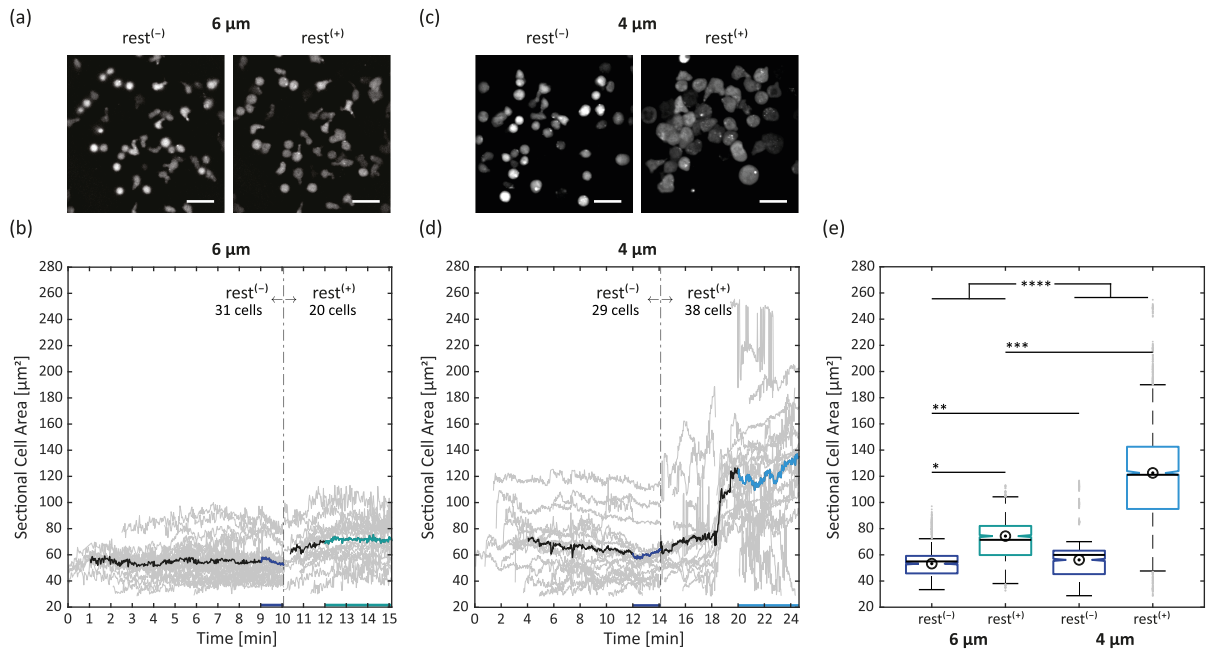 (a)
6 µm
rest(−)
rest(+)
(c)
4 µm
rest(−)
rest(+)
(b)
6 µm
280
260
240
220
200
180
160
140
120
100
80
60
40
20
Sectional Cell Area [µm²]
rest(−)
31 cells
rest(+)
20 cells
0 1 2 3 4 5 6 7 8 9 10 11 12 13 14 15
Time [min]
(d)
4 µm
280
260
240
220
200
180
160
140
120
100
80
60
40
20
Sectional Cell Area [µm²]
rest(−)
29 cells
rest(+)
38 cells
0 2 4 6 8 10 12 14 16 18 20 22 24
Time [min]
(e)
280
260
240
220
200
180
160
140
120
100
80
60
40
20
Sectional Cell Area [µm²]
****
***
**
*
rest(−) rest(+) rest(−) rest(+)
6 µm 4 µm